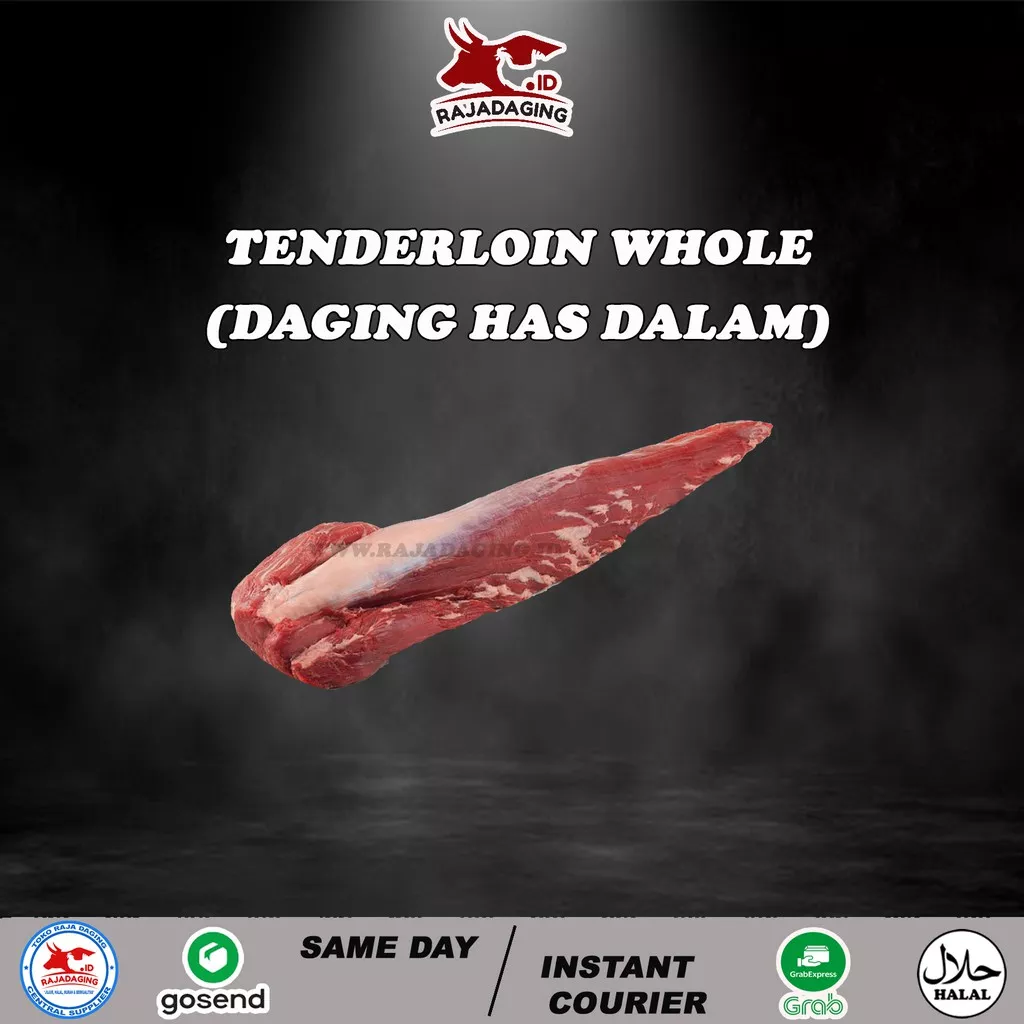 .ID
RAJADAGING
TENDERLOIN WHOLE
(DAGING HAS DALAM)
WWW.RAJADAGING.ID
TOKO RAJA DAGING
.ID
RAJADAGING
CENTRAL SUPPLIER
gosend
SAME DAY
INSTANT
COURIER
GrabExpress
Grab
حلال
HALAL